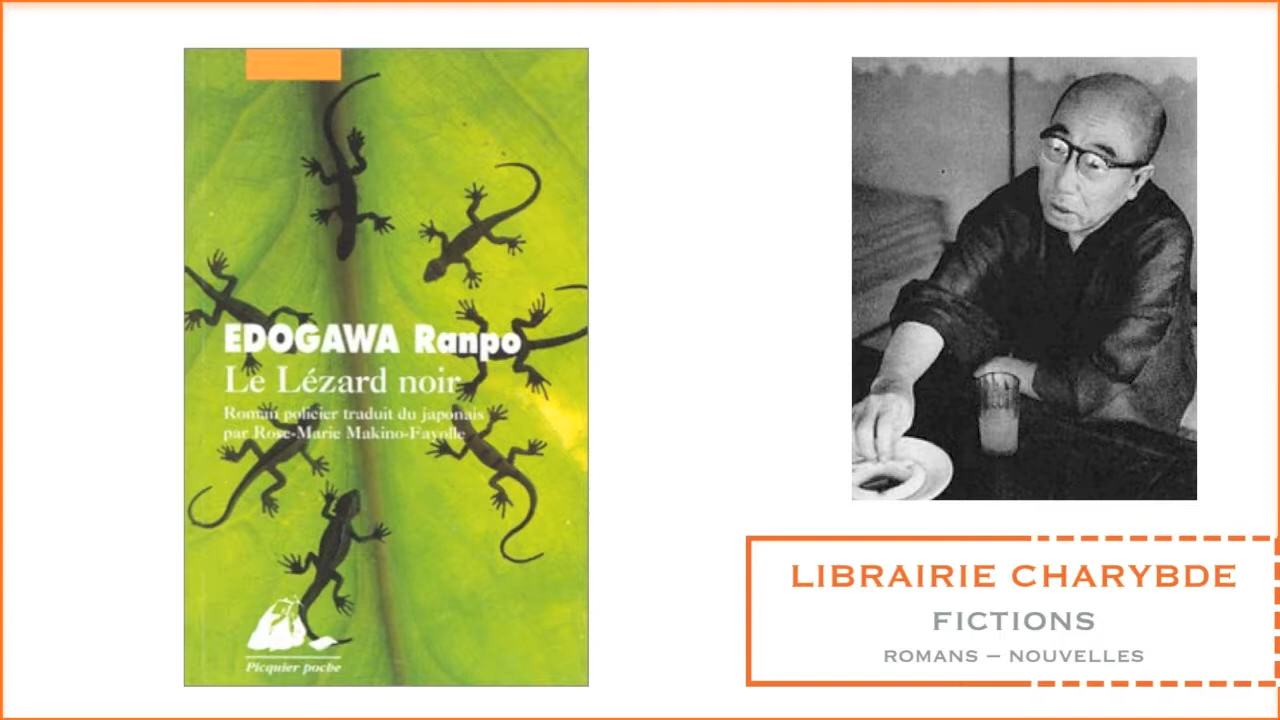 EDOGAWA Ranpo
Le Lézard noir
Roman policier traduit du japonais
par Rose-Marie Makino-Fayolle
Picquier poche
LIBRAIRIE CHARYBDE
FICTIONS
ROMANS – NOUVELLES